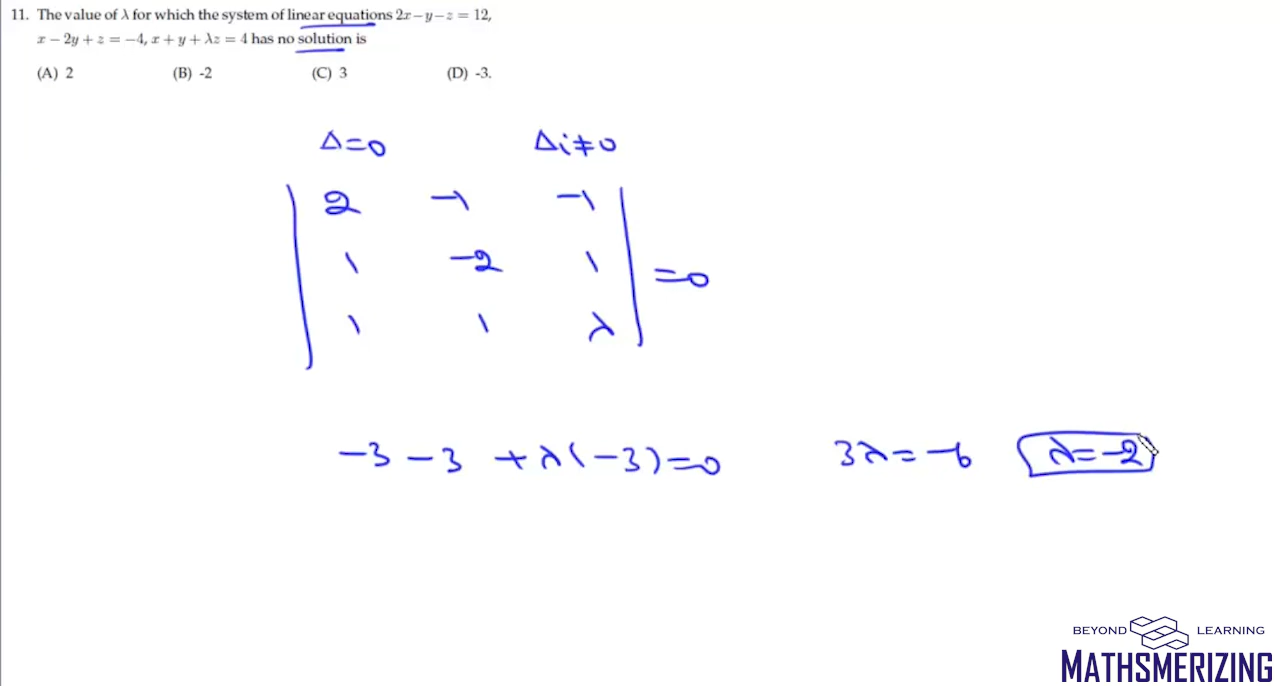 11. The value of λ for which the system of linear equations 2x − y − z = 12,
x − 2y + z = −4, x + y + λz = 4 has no solution is
(A) 2 (B) -2 (C) 3 (D) -3.
Δ=0 Δi≠0
2 −1 −1
1 −2 1 =0
1 1 λ
−3 −3 + λ(−3)=0 3λ=−6 λ=−2
BEYOND LEARNING
MATHSMERIZING